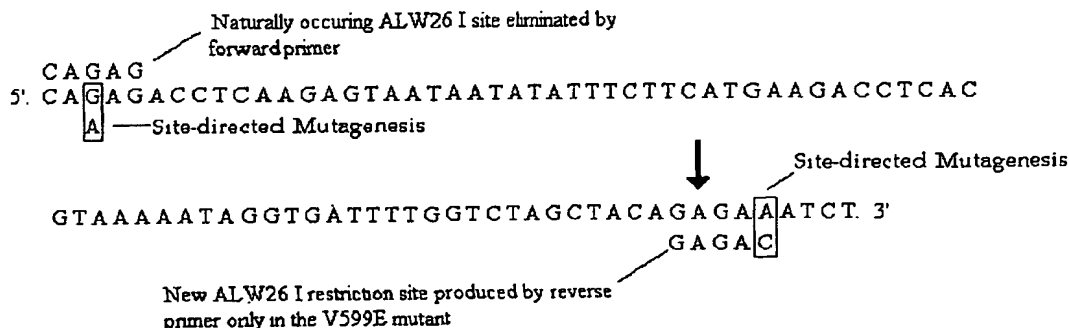 Naturally occuring ALW26 I site eliminated by
forward primer
C A G A G
5'. C A G A G A C C T C A A G A G T A A T A A T A T A T T T C T T C A T G A A G A C C T C A C
A Site-directed Mutagenesis
Site-directed Mutagenesis
G T A A A A A T A G G T G A T T T T G G T C T A G C T A C A G A G A A A T C T. 3'
G A G A C
New ALW26 I restriction site produced by reverse
primer only in the V599E mutant